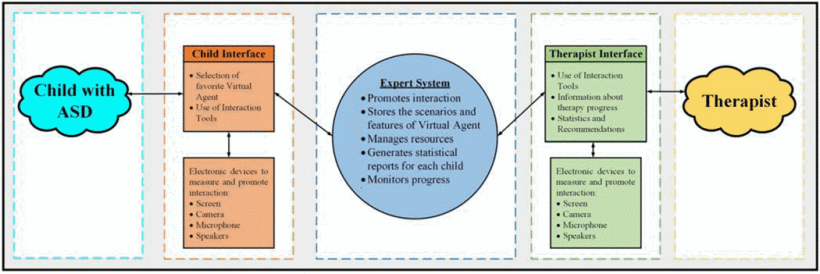 Child with
ASD
Child Interface
• Selection of
favorite Virtual
Agent
• Use of Interaction
Tools
Electronic devices to
measure and promote
interaction:
• Screen
• Camera
• Microphone
• Speakers
Expert System
• Promotes interaction
• Stores the scenarios and
features of Virtual Agent
• Manages resources
• Generates statistical
reports for each child
• Monitors progress
Therapist Interface
• Use of Interaction
Tools
• Information about
therapy progress
• Statistics and
Recommendations
Electronic devices to
measure and promote
interaction:
• Screen
• Camera
• Microphone
• Speakers
Therapist